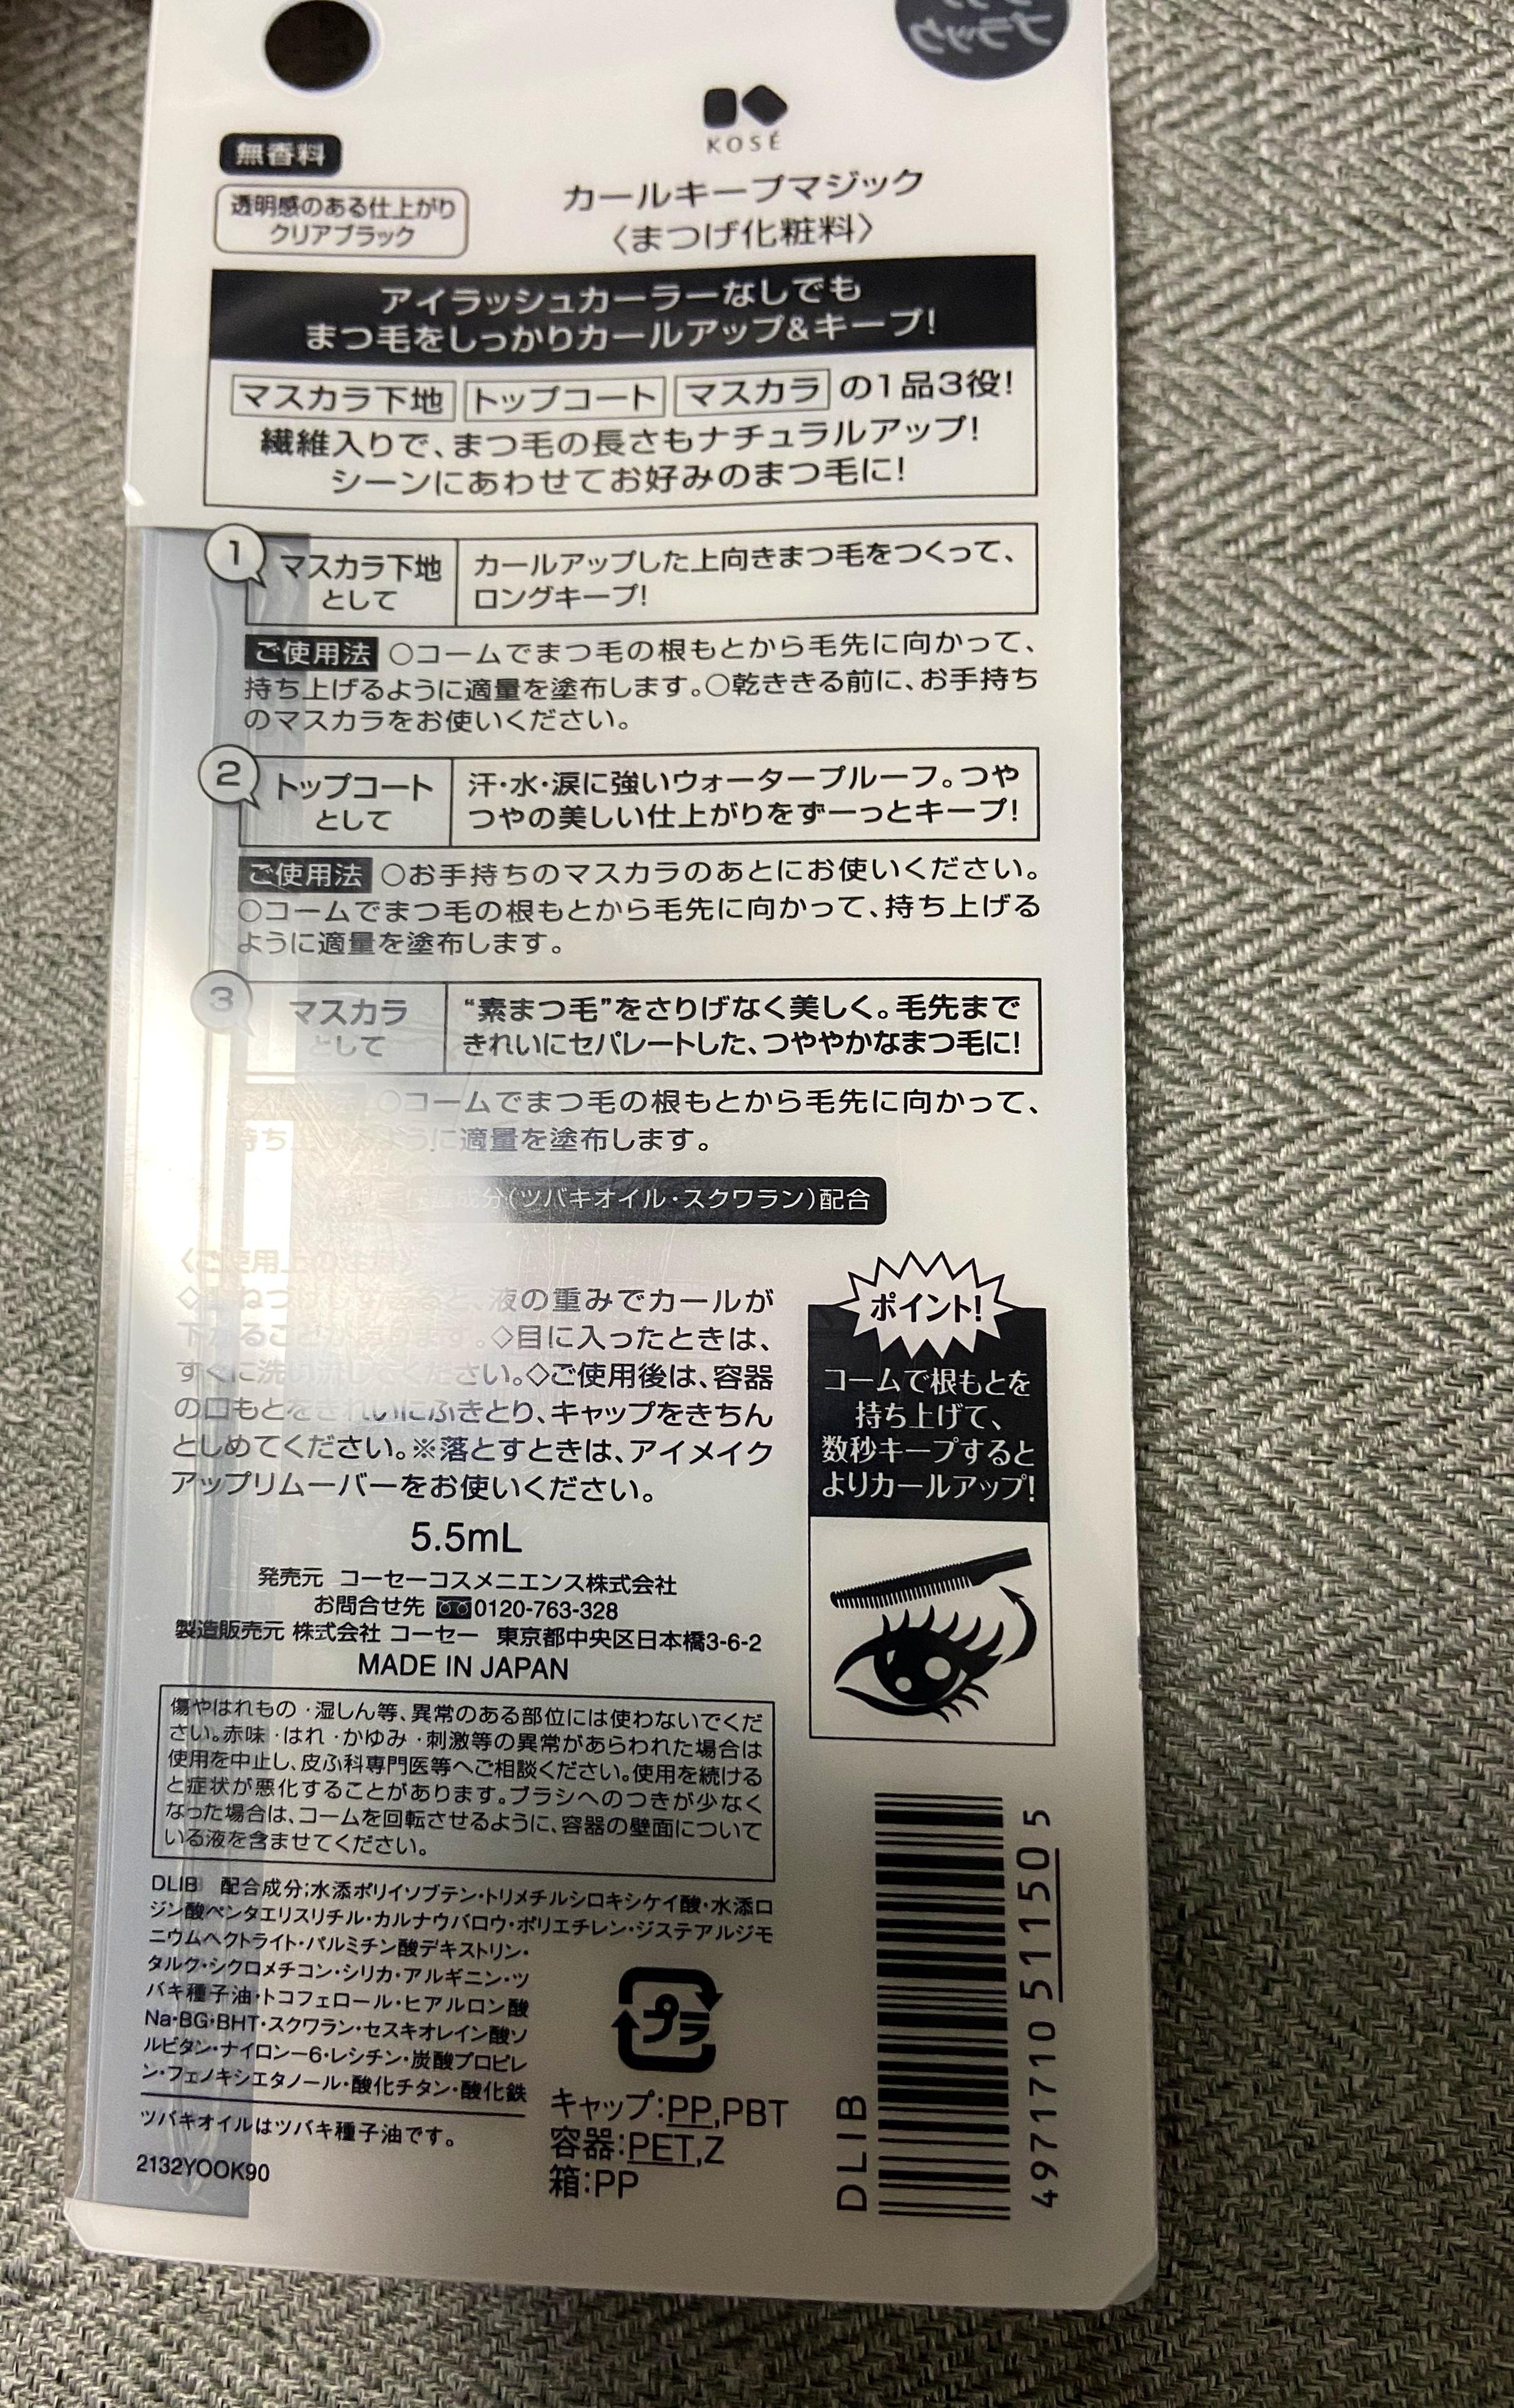 ブラック
KOSÉ
無香料
透明感のある仕上がり
クリアブラック
カールキープマジック
〈まつげ化粧料〉
アイラッシュカーラーなしでも
まつ毛をしっかりカールアップ&キープ!
マスカラ下地 トップコート マスカラ の1品3役!
繊維入りで、まつ毛の長さもナチュラルアップ!
シーンにあわせてお好みのまつ毛に!
1 マスカラ下地
として
カールアップした上向きまつ毛をつくって、
ロングキープ!
ご使用法 ○コームでまつ毛の根もとから毛先に向かって、
持ち上げるように適量を塗布します。○乾ききる前に、お手持ち
のマスカラをお使いください。
2 トップコート
として
汗・水・涙に強いウォータープルーフ。つや
つやの美しい仕上がりをずーっとキープ!
ご使用法 ○お手持ちのマスカラのあとにお使いください。
○コームでまつ毛の根もとから毛先に向かって、持ち上げる
ように適量を塗布します。
3 マスカラ
として
“素まつ毛”をさりげなく美しく。毛先まで
きれいにセパレートした、つややかなまつ毛に!
○コームでまつ毛の根もとから毛先に向かって、
持ち上げるように適量を塗布します。
成分(ツバキオイル・スクワラン)配合
〈ご使用上の注意〉
液の重みでカールが
下がることがあります。◇目に入ったときは、
すぐに洗い流してください。◇ご使用後は、容器
の口もとをきれいにふきとり、キャップをきちん
としめてください。※落とすときは、アイメイク
アップリムーバーをお使いください。
ポイント!
コームで根もとを
持ち上げて、
数秒キープすると
よりカールアップ!
5.5mL
発売元 コーセーコスメニエンス株式会社
お問合せ先 0120-763-328
製造販売元 株式会社 コーセー 東京都中央区日本橋3-6-2
MADE IN JAPAN
傷やはれもの・湿しん等、異常のある部位には使わないでくだ
さい。赤味・はれ・かゆみ・刺激等の異常があらわれた場合は
使用を中止し、皮ふ科専門医等へご相談ください。使用を続ける
と症状が悪化することがあります。ブラシへのつきが少なく
なった場合は、コームを回転させるように、容器の壁面について
いる液を含ませてください。
DLIB 配合成分;水添ポリイソブテン・トリメチルシロキシケイ酸・水添ロ
ジン酸ペンタエリスリチル・カルナウバロウ・ポリエチレン・ジステアルジモ
ニウムヘクトライト・パルミチン酸デキストリン・
タルク・シクロメチコン・シリカ・アルギニン・ツ
バキ種子油・トコフェロール・ヒアルロン酸
Na・BG・BHT・スクワラン・セスキオレイン酸ソ
ルビタン・ナイロン-6・レシチン・炭酸プロピレ
ン・フェノキシエタノール・酸化チタン・酸化鉄
ツバキオイルはツバキ種子油です。
2132YOOK90
プラ
キャップ:PP,PBT
容器:PET,Z
箱:PP
DLIB
4971710 511505